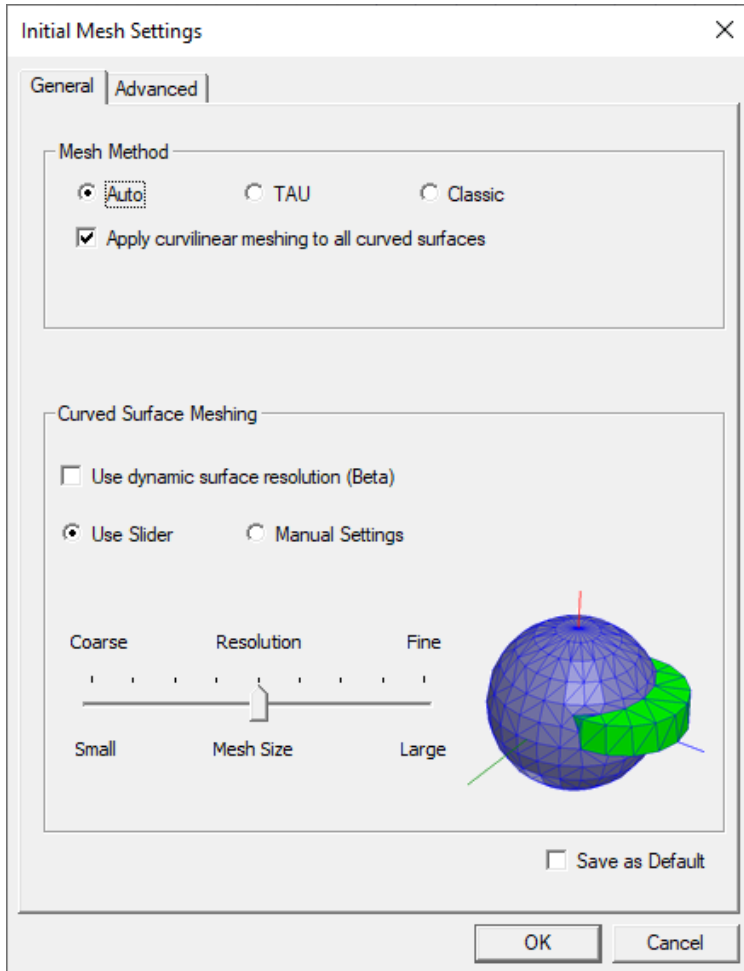 Initial Mesh Settings
General Advanced
Mesh Method
Auto TAU Classic
Apply curvilinear meshing to all curved surfaces
Curved Surface Meshing
Use dynamic surface resolution (Beta)
Use Slider Manual Settings
Coarse Resolution Fine
Small Mesh Size Large
Save as Default
OK Cancel